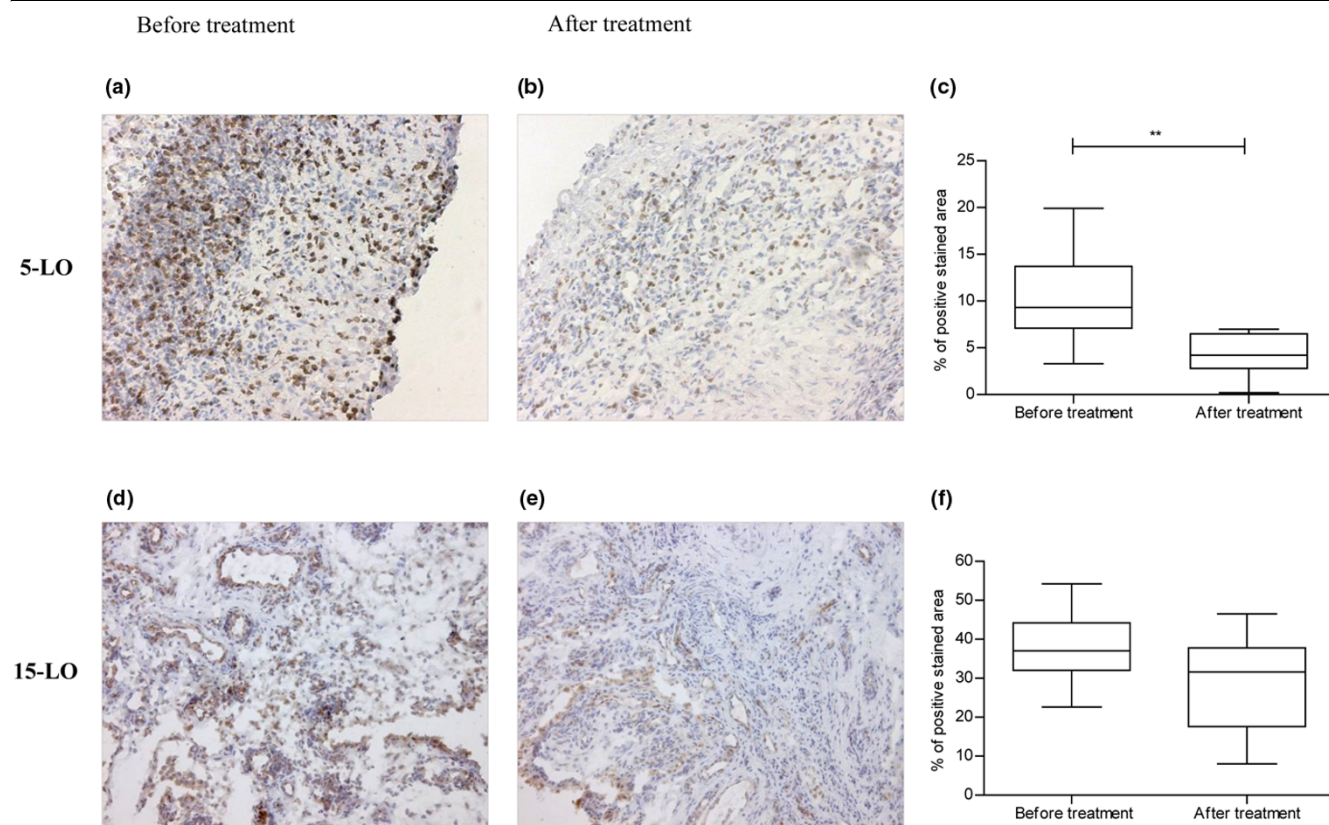 Before treatment
After treatment
(a)
(b)
(c)
5-LO
**
% of positive stained area
25
20
15
10
5
0
Before treatment
After treatment
(d)
(e)
(f)
15-LO
% of positive stained area
60
50
40
30
20
10
0
Before treatment
After treatment